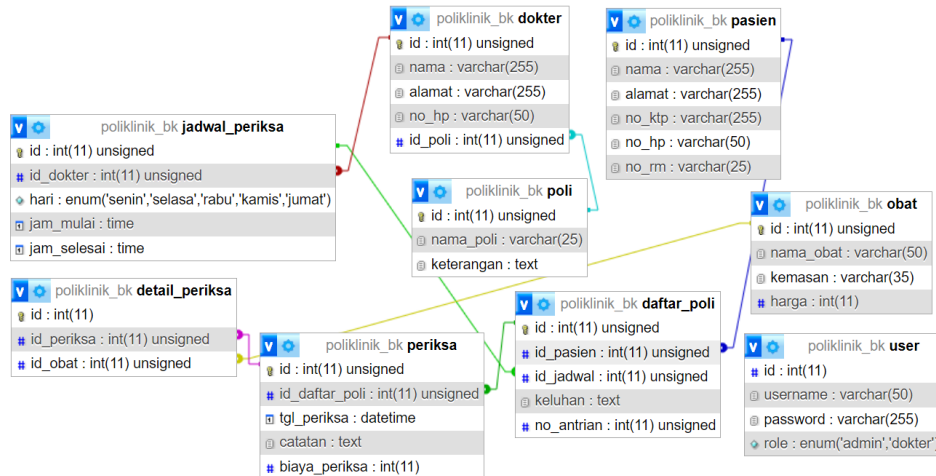 poliklinik_bk dokter
id : int(11) unsigned
nama : varchar(255)
alamat : varchar(255)
no_hp : varchar(50)
id_poli : int(11) unsigned
poliklinik_bk pasien
id : int(11) unsigned
nama : varchar(255)
alamat : varchar(255)
no_ktp : varchar(255)
no_hp : varchar(50)
no_rm : varchar(25)
poliklinik_bk jadwal_periksa
id : int(11) unsigned
id_dokter : int(11) unsigned
hari : enum('senin','selasa','rabu','kamis','jumat')
jam_mulai : time
jam_selesai : time
poliklinik_bk poli
id : int(11) unsigned
nama_poli : varchar(25)
keterangan : text
poliklinik_bk obat
id : int(11) unsigned
nama_obat : varchar(50)
kemasan : varchar(35)
harga : int(11)
poliklinik_bk detail_periksa
id : int(11)
id_periksa : int(11) unsigned
id_obat : int(11) unsigned
poliklinik_bk periksa
id : int(11) unsigned
id_daftar_poli : int(11) unsigned
tgl_periksa : datetime
catatan : text
biaya_periksa : int(11)
poliklinik_bk daftar_poli
id : int(11) unsigned
id_pasien : int(11) unsigned
id_jadwal : int(11) unsigned
keluhan : text
no_antrian : int(11) unsigned
poliklinik_bk user
id : int(11)
username : varchar(50)
password : varchar(255)
role : enum('admin','dokter')